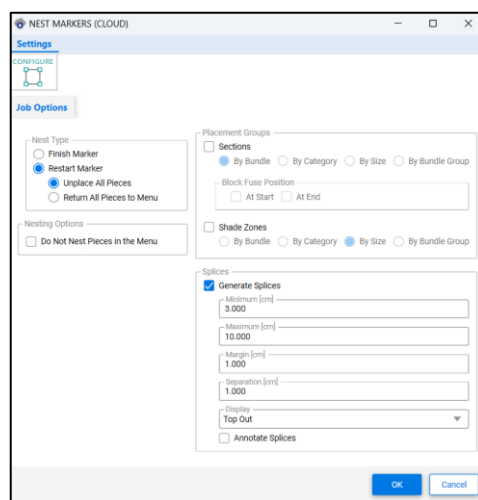 NEST MARKERS (CLOUD)
Settings
CONFIGURE
Job Options
Nest Type
Finish Marker
Restart Marker
Unplace All Pieces
Return All Pieces to Menu
Nesting Options
Do Not Nest Pieces in the Menu
Placement Groups
Sections
By Bundle By Category By Size By Bundle Group
Block Fuse Position
At Start At End
Shade Zones
By Bundle By Category By Size By Bundle Group
Splices
Generate Splices
Minimum [cm]
3.000
Maximum [cm]
10.000
Margin [cm]
1.000
Separation [cm]
1.000
Display
Top Out
Annotate Splices
OK Cancel